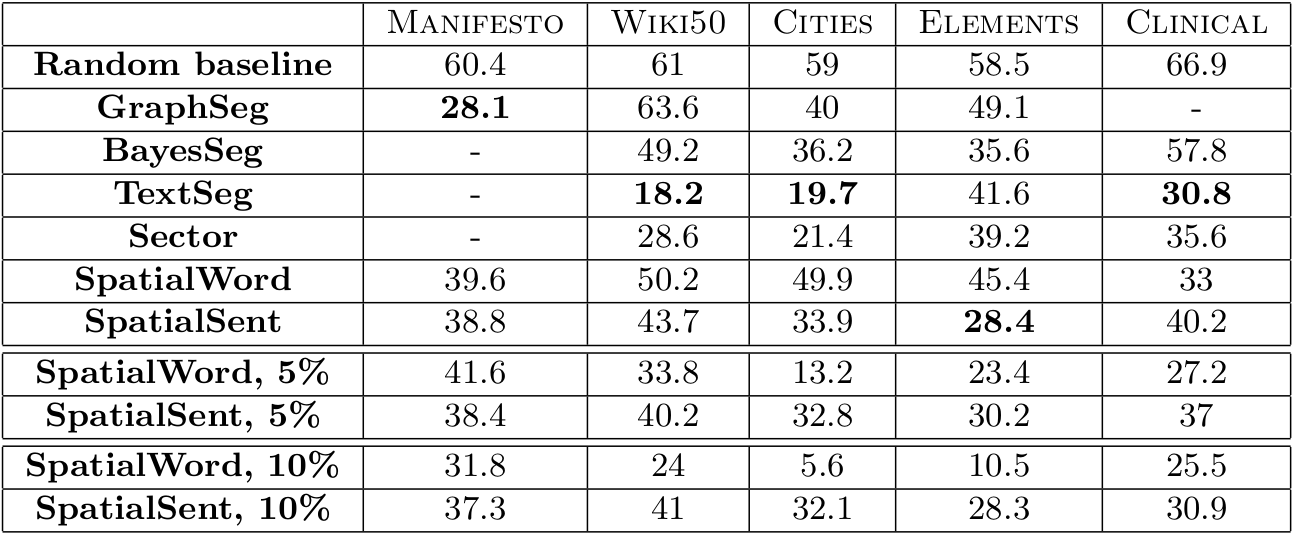 MANIFESTO WIKI50 CITIES ELEMENTS CLINICAL
Random baseline 60.4 61 59 58.5 66.9
GraphSeg 28.1 63.6 40 49.1 -
BayesSeg - 49.2 36.2 35.6 57.8
TextSeg - 18.2 19.7 41.6 30.8
Sector - 28.6 21.4 39.2 35.6
SpatialWord 39.6 50.2 49.9 45.4 33
SpatialSent 38.8 43.7 33.9 28.4 40.2
SpatialWord, 5% 41.6 33.8 13.2 23.4 27.2
SpatialSent, 5% 38.4 40.2 32.8 30.2 37
SpatialWord, 10% 31.8 24 5.6 10.5 25.5
SpatialSent, 10% 37.3 41 32.1 28.3 30.9